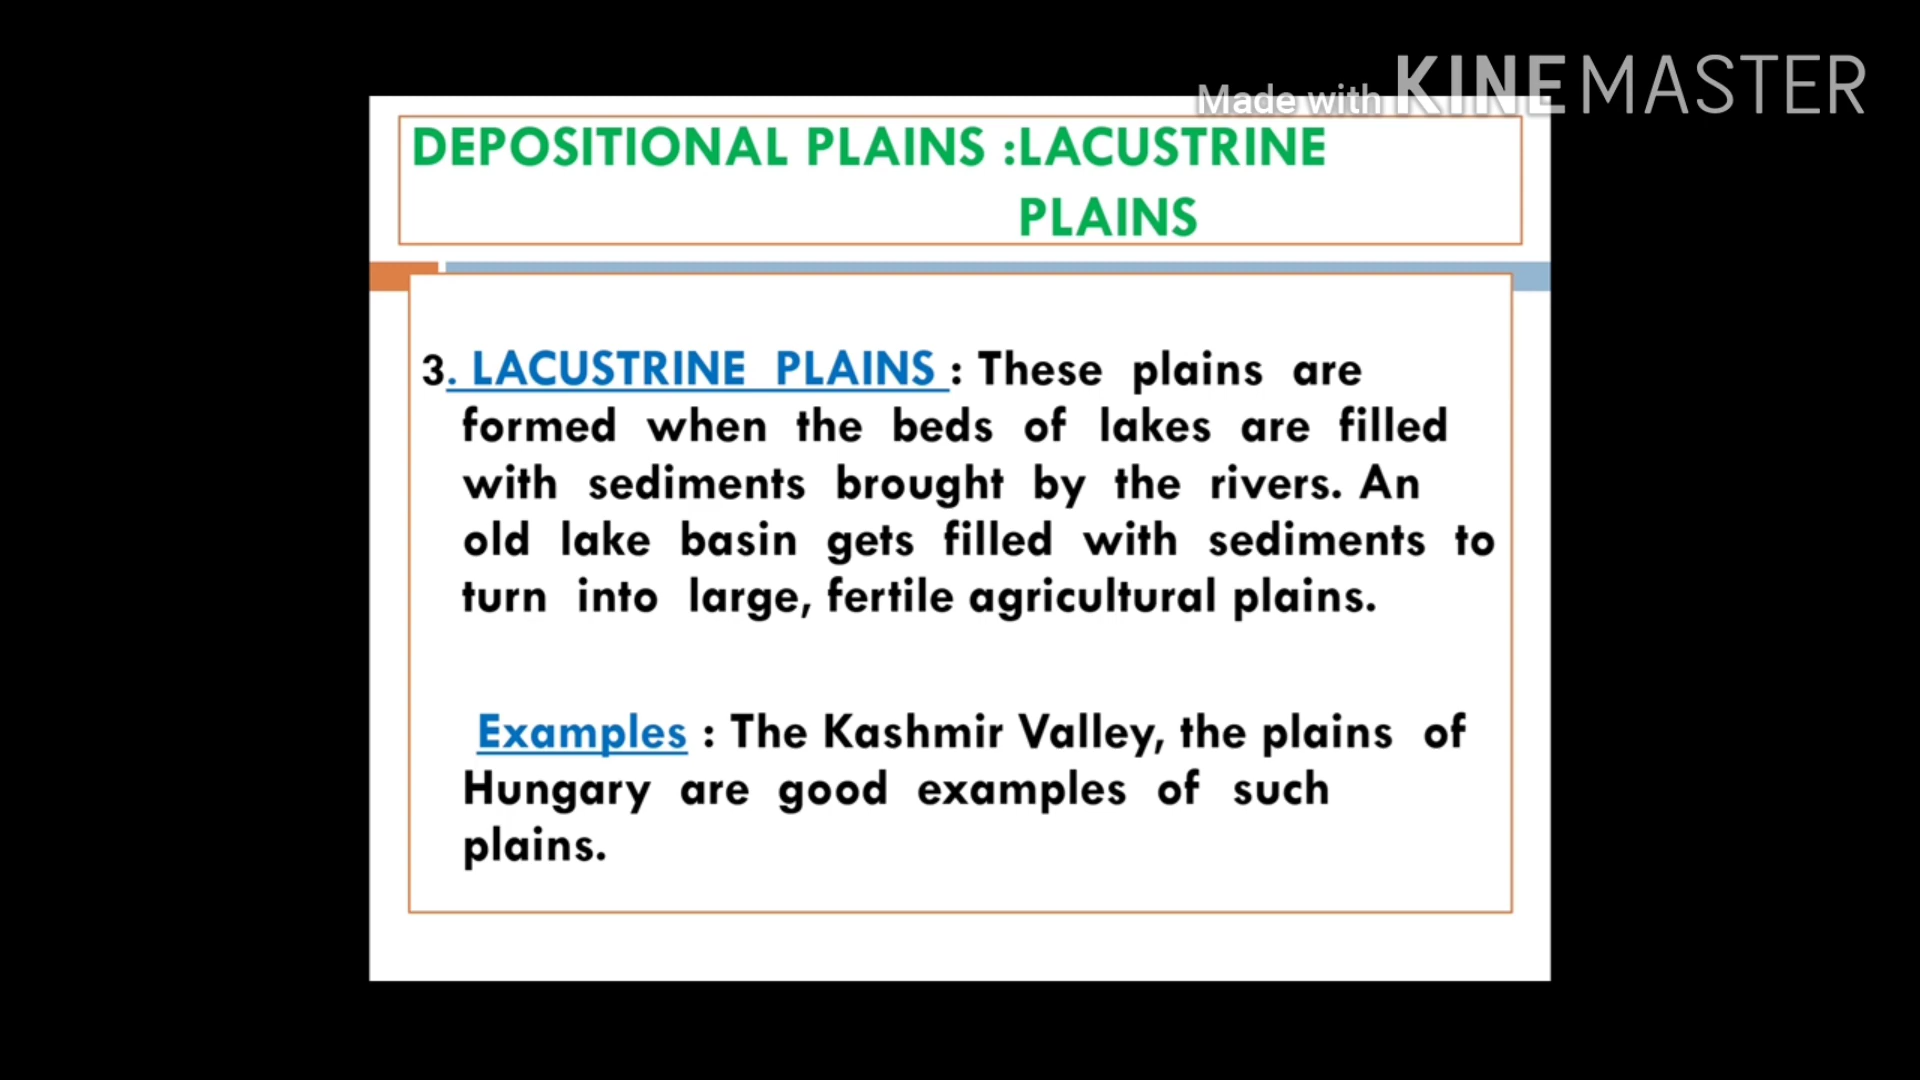 Made with KINEMASTER
DEPOSITIONAL PLAINS :LACUSTRINE
PLAINS
3. LACUSTRINE PLAINS : These plains are
formed when the beds of lakes are filled
with sediments brought by the rivers. An
old lake basin gets filled with sediments to
turn into large, fertile agricultural plains.
Examples : The Kashmir Valley, the plains of
Hungary are good examples of such
plains.